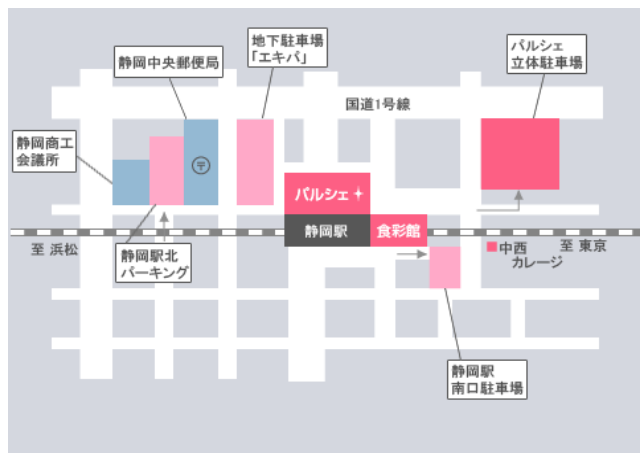 地下駐車場
「エキパ」
パルシェ
立体駐車場
静岡中央郵便局
国道1号線
静岡商工
会議所
〒
パルシェ
静岡駅
食彩館
至 浜松
静岡駅北
パーキング
中西
カレージ
至 東京
静岡駅
南口駐車場